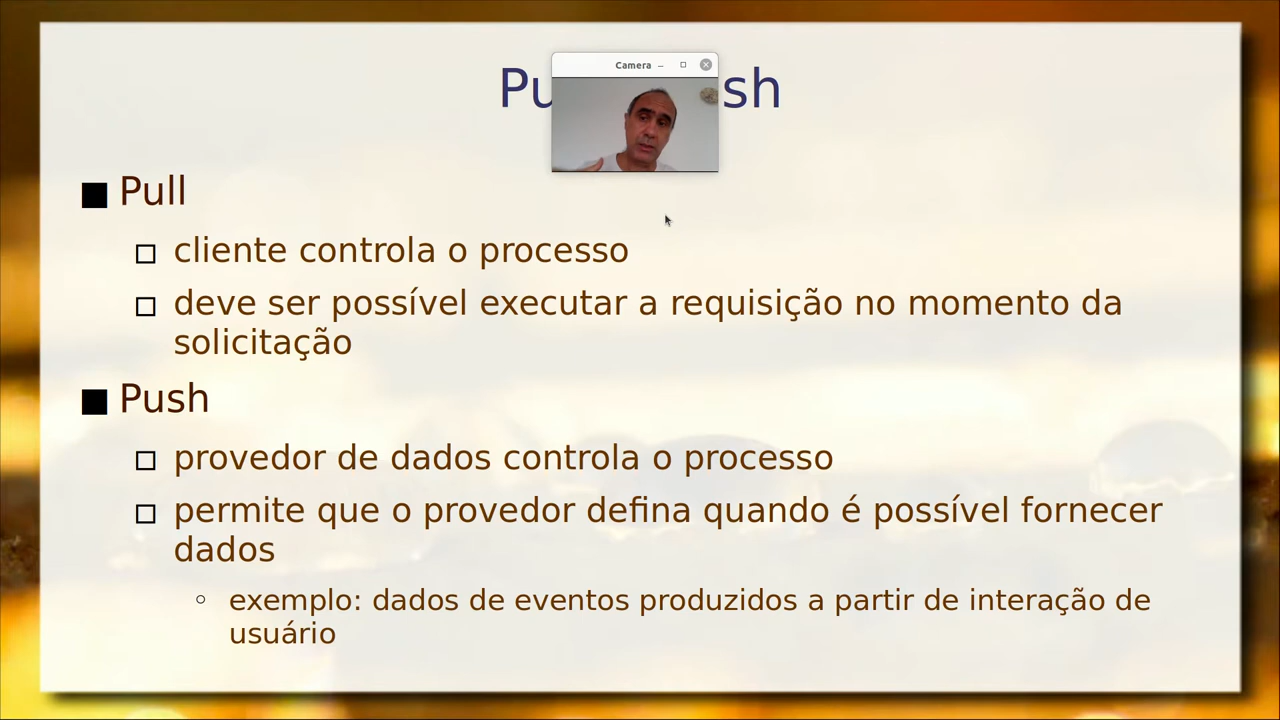 Camera
Pu sh
Pull
cliente controla o processo
deve ser possível executar a requisição no momento da
solicitação
Push
provedor de dados controla o processo
permite que o provedor defina quando é possível fornecer
dados
exemplo: dados de eventos produzidos a partir de interação de
usuário